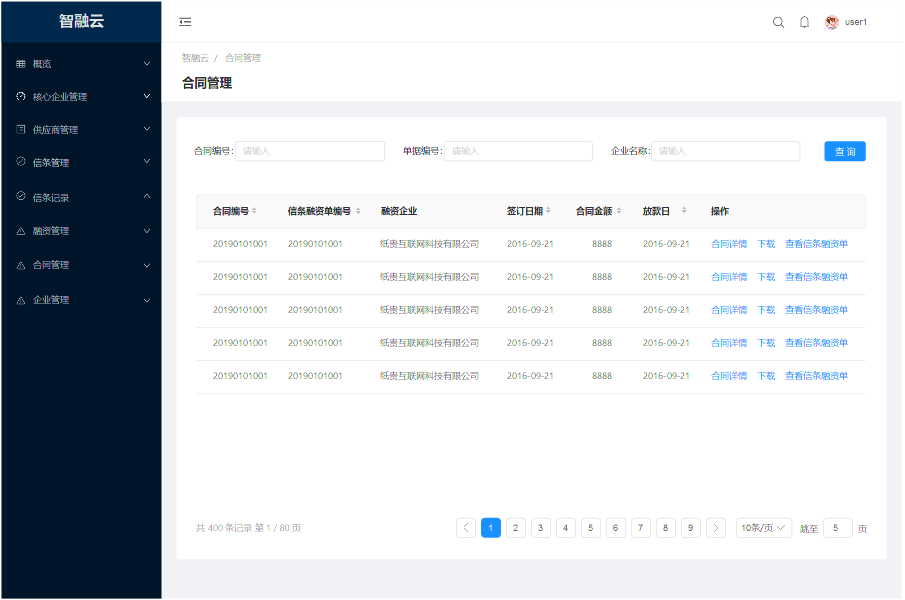 智融云
user1
概览
核心企业管理
供应商管理
信条管理
信条记录
融资管理
合同管理
企业管理
智融云 / 合同管理
合同管理
合同编号: 请输入 单据编号: 请输入 企业名称: 请输入 查 询
合同编号 信条融资单编号 融资企业 签订日期 合同金额 放款日 操作
20190101001 20190101001 纸贵互联网科技有限公司 2016-09-21 8888 2016-09-21 合同详情 下载 查看信条融资单
20190101001 20190101001 纸贵互联网科技有限公司 2016-09-21 8888 2016-09-21 合同详情 下载 查看信条融资单
20190101001 20190101001 纸贵互联网科技有限公司 2016-09-21 8888 2016-09-21 合同详情 下载 查看信条融资单
20190101001 20190101001 纸贵互联网科技有限公司 2016-09-21 8888 2016-09-21 合同详情 下载 查看信条融资单
20190101001 20190101001 纸贵互联网科技有限公司 2016-09-21 8888 2016-09-21 合同详情 下载 查看信条融资单
共 400 条记录 第 1 / 80 页 1 2 3 4 5 6 7 8 9 10条/页 跳至 5 页